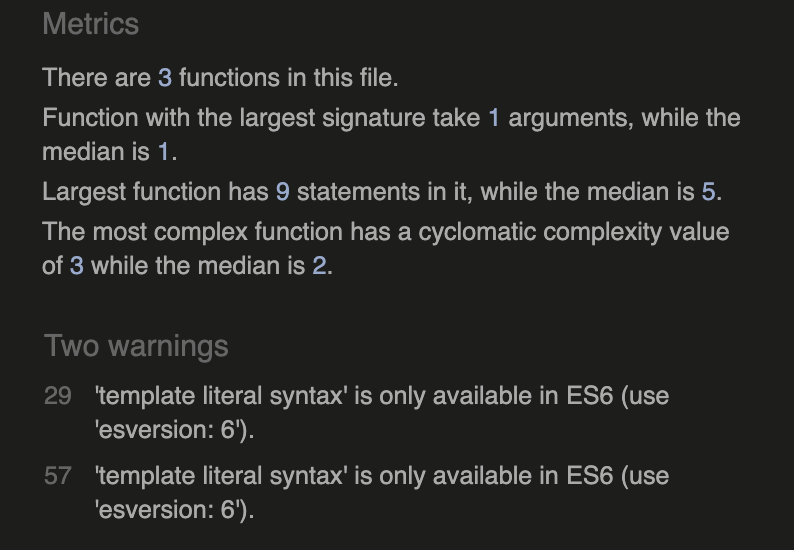 Metrics
There are 3 functions in this file.
Function with the largest signature take 1 arguments, while the
median is 1.
Largest function has 9 statements in it, while the median is 5.
The most complex function has a cyclomatic complexity value
of 3 while the median is 2.
Two warnings
29 'template literal syntax' is only available in ES6 (use
'esversion: 6').
57 'template literal syntax' is only available in ES6 (use
'esversion: 6').